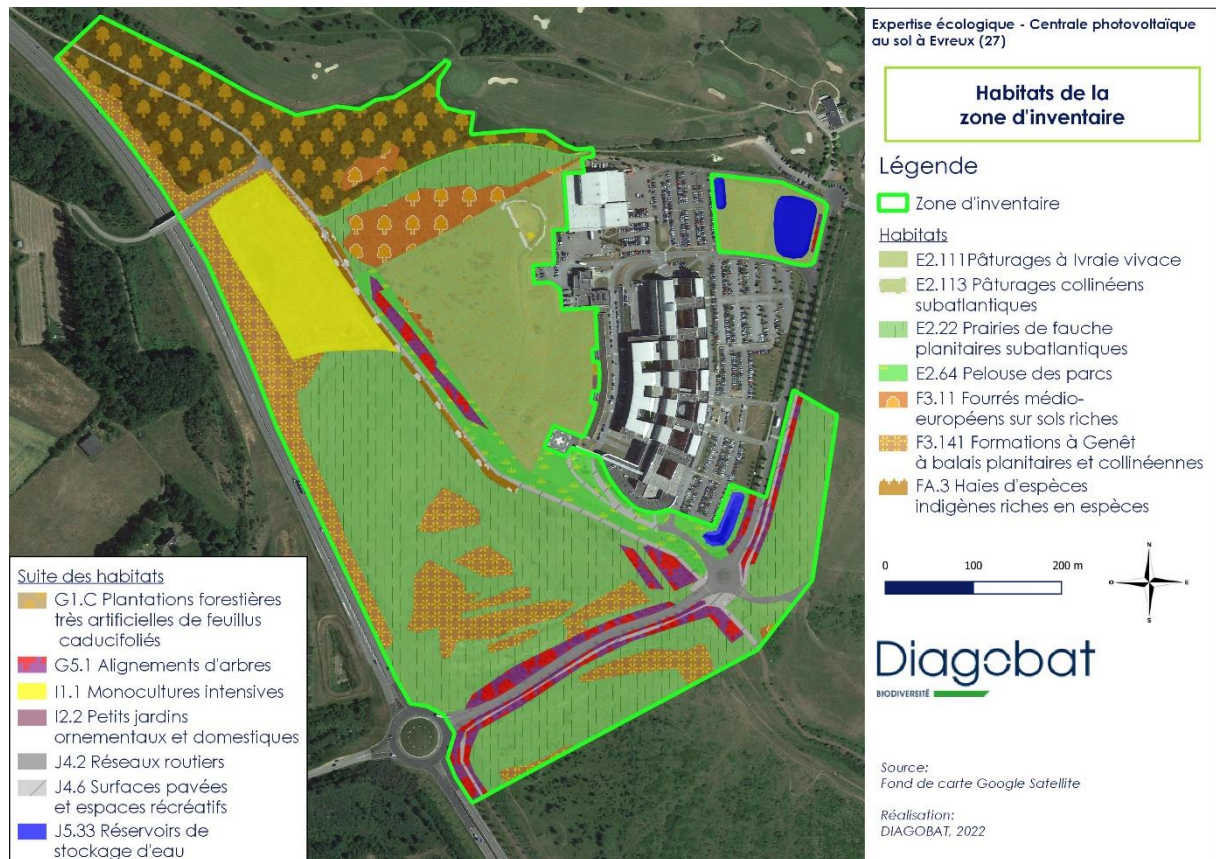 Expertise écologique - Centrale photovoltaïque
au sol à Evreux (27)
Habitats de la
zone d'inventaire
Légende
Zone d'inventaire
Habitats
E2.111Pâturages à Ivraie vivace
E2.113 Pâturages collinéens
subatlantiques
E2.22 Prairies de fauche
planitaires subatlantiques
E2.64 Pelouse des parcs
F3.11 Fourrés médio-
européens sur sols riches
F3.141 Formations à Genêt
à balais planitaires et collinéennes
FA.3 Haies d'espèces
indigènes riches en espèces
0 100 200 m
N
O E
S
Diagobat
BIODIVERSITÉ
Source:
Fond de carte Google Satellite
Réalisation:
DIAGOBAT, 2022
Suite des habitats
G1.C Plantations forestières
très artificielles de feuillus
caducifoliés
G5.1 Alignements d'arbres
I1.1 Monocultures intensives
I2.2 Petits jardins
ornementaux et domestiques
J4.2 Réseaux routiers
J4.6 Surfaces pavées
et espaces récréatifs
J5.33 Réservoirs de
stockage d'eau